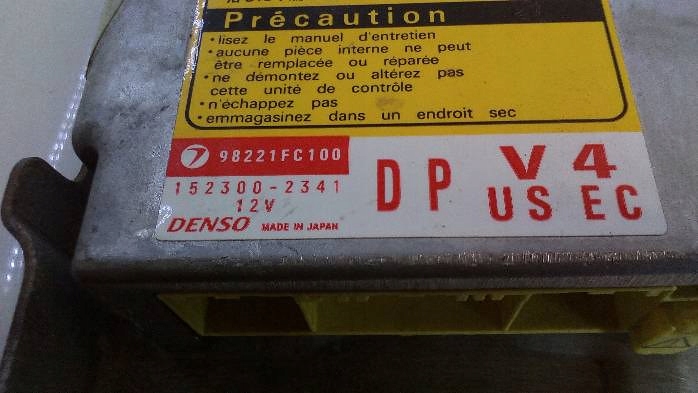 Précaution
•lisez le manuel d'entretien
•aucune pièce interne ne peut
être remplacée ou réparée
•ne démontez ou altérez pas
cette unité de contrôle
•n'échappez pas
•emmagasinez dans un endroit sec
98221FC100
152300-2341
12V
DENSO MADE IN JAPAN
DP
V4
US EC